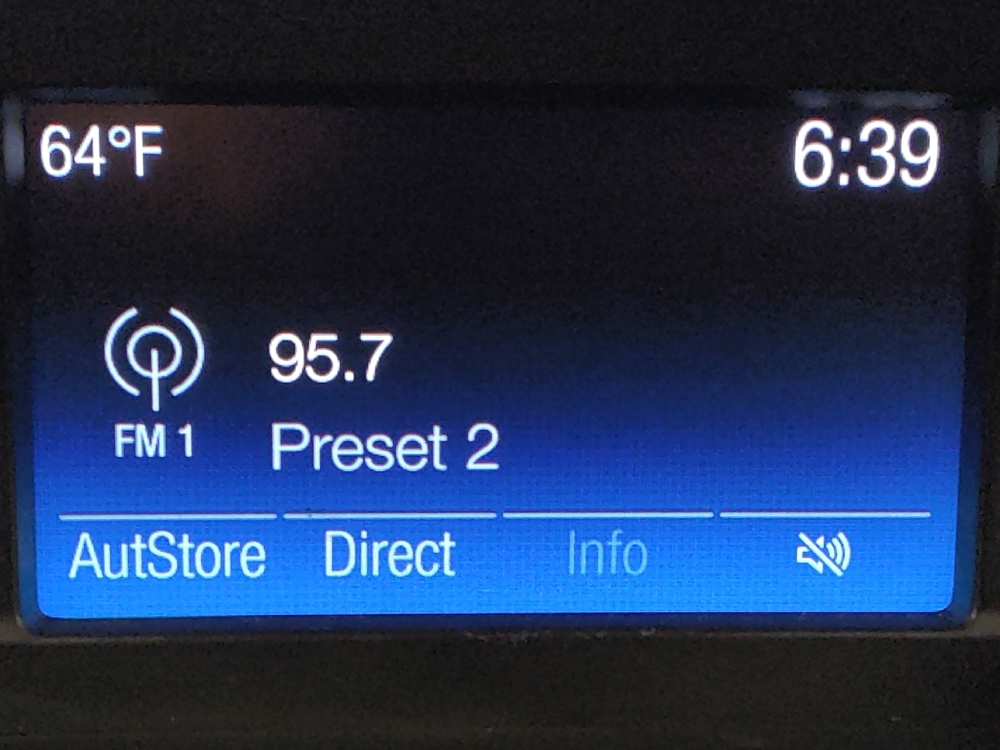 64°F 6:39
95.7
FM 1 Preset 2
AutStore Direct Info